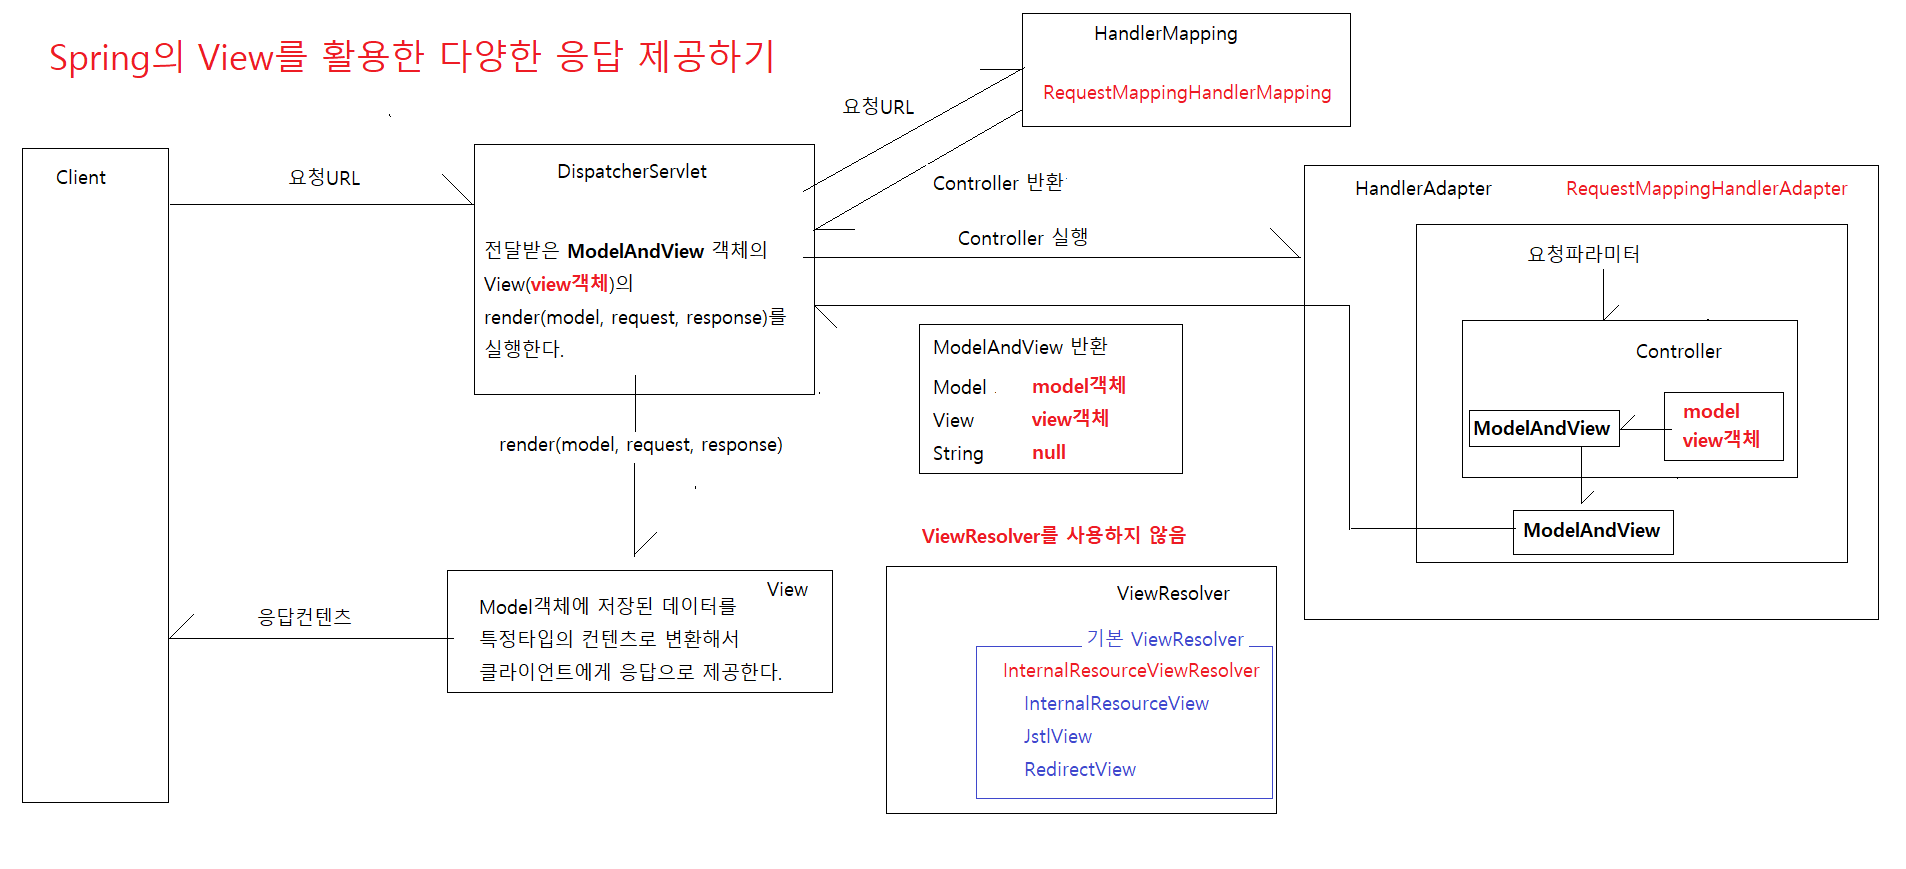 Spring의 View를 활용한 다양한 응답 제공하기
HandlerMapping
RequestMappingHandlerMapping
요청URL
Client
요청URL
DispatcherServlet
전달받은 ModelAndView 객체의
View(view객체)의
render(model, request, response)를
실행한다.
Controller 반환
Controller 실행
HandlerAdapter
RequestMappingHandlerAdapter
요청파라미터
Controller
model
view객체
ModelAndView
ModelAndView
ModelAndView 반환
Model model객체
View view객체
String null
render(model, request, response)
ViewResolver를 사용하지 않음
View
Model객체에 저장된 데이터를
특정타입의 컨텐츠로 변환해서
클라이언트에게 응답으로 제공한다.
응답컨텐츠
ViewResolver
기본 ViewResolver
InternalResourceViewResolver
InternalResourceView
JstlView
RedirectView